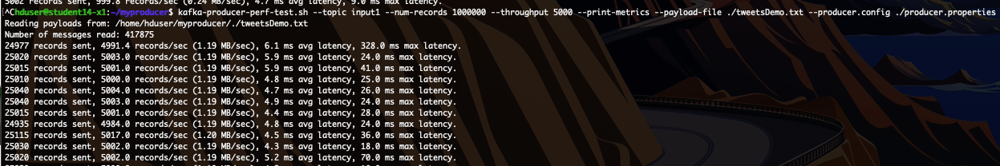 5002 records sent, 999.8 records/sec (0.24 MB/sec), 4.7 ms avg latency, 9.0 ms max latency.
[AChduser@student14-x1:~/myproducer$ kafka-producer-perf-test.sh --topic input1 --num-records 1000000 --throughput 5000 --print-metrics --payload-file ./tweetsDemo.txt --producer.config ./producer.properties
Reading payloads from: /home/hduser/myproducer/./tweetsDemo.txt
Number of messages read: 417875
24977 records sent, 4991.4 records/sec (1.19 MB/sec), 6.1 ms avg latency, 328.0 ms max latency.
25020 records sent, 5003.0 records/sec (1.19 MB/sec), 5.9 ms avg latency, 24.0 ms max latency.
25015 records sent, 5001.0 records/sec (1.19 MB/sec), 5.9 ms avg latency, 41.0 ms max latency.
25010 records sent, 5000.0 records/sec (1.19 MB/sec), 4.8 ms avg latency, 25.0 ms max latency.
25040 records sent, 5004.0 records/sec (1.19 MB/sec), 4.7 ms avg latency, 26.0 ms max latency.
25040 records sent, 5003.0 records/sec (1.19 MB/sec), 4.9 ms avg latency, 24.0 ms max latency.
25015 records sent, 5001.0 records/sec (1.19 MB/sec), 4.4 ms avg latency, 28.0 ms max latency.
24935 records sent, 4984.0 records/sec (1.19 MB/sec), 4.8 ms avg latency, 24.0 ms max latency.
25115 records sent, 5017.0 records/sec (1.20 MB/sec), 4.5 ms avg latency, 36.0 ms max latency.
25030 records sent, 5002.0 records/sec (1.19 MB/sec), 4.3 ms avg latency, 18.0 ms max latency.
25020 records sent, 5002.0 records/sec (1.19 MB/sec), 5.2 ms avg latency, 70.0 ms max latency.